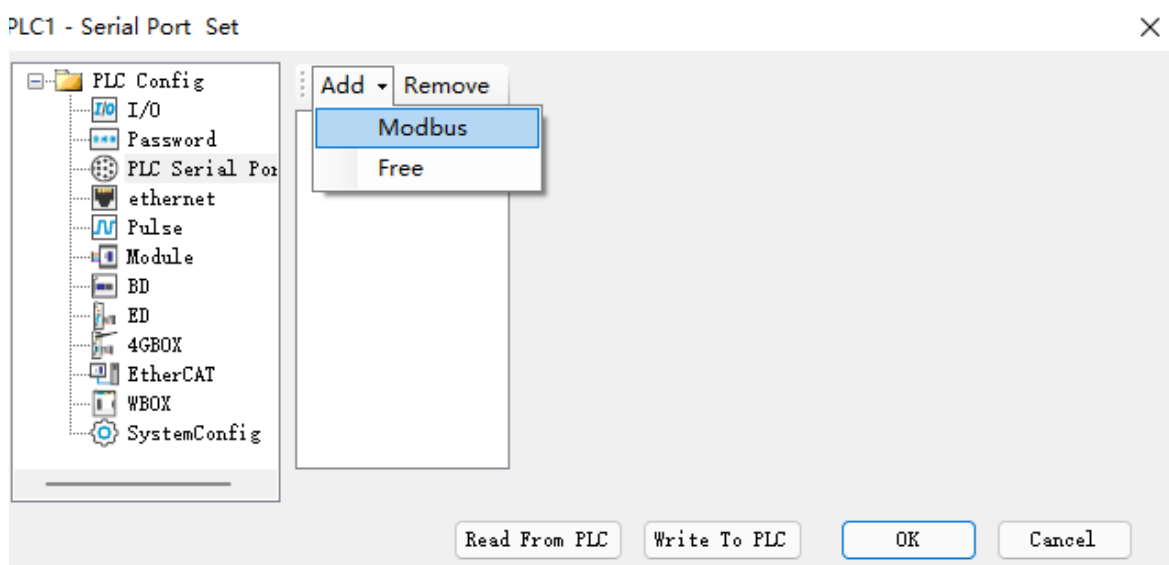 PLC1 - Serial Port Set
PLC Config
I/O
Password
PLC Serial Por
ethernet
Pulse
Module
BD
ED
4GBOX
EtherCAT
WBOX
SystemConfig
Add Remove
Modbus
Free
Read From PLC Write To PLC OK Cancel